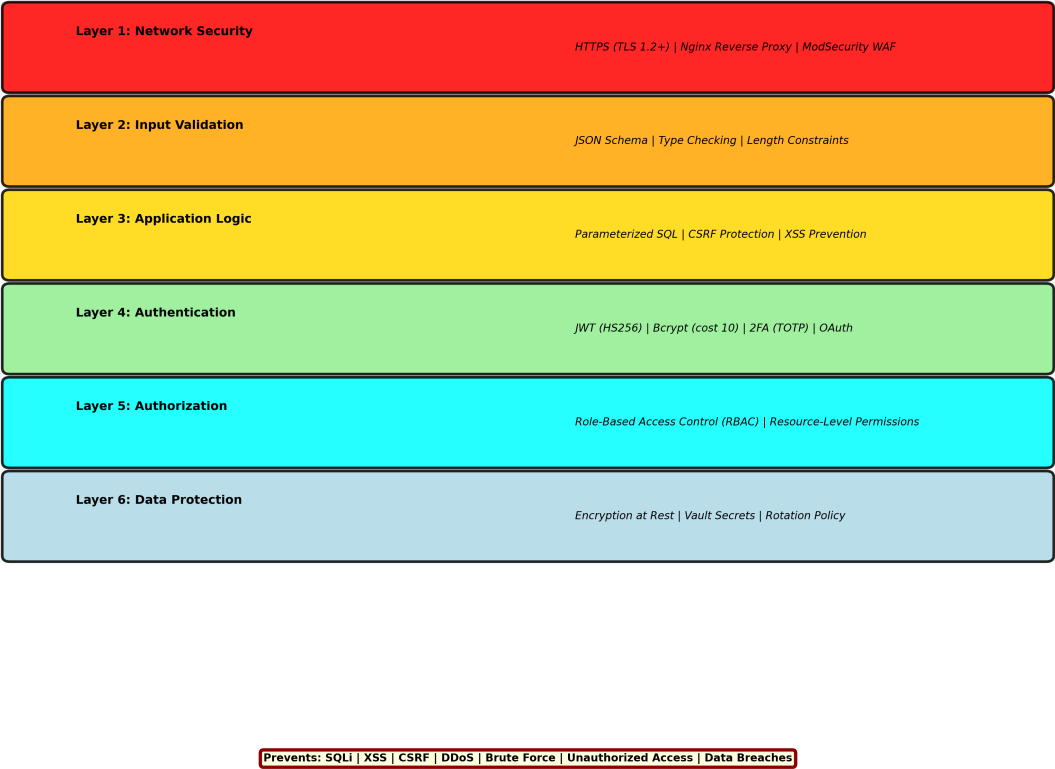 Layer 1: Network Security
HTTPS (TLS 1.2+) | Nginx Reverse Proxy | ModSecurity WAF
Layer 2: Input Validation
JSON Schema | Type Checking | Length Constraints
Layer 3: Application Logic
Parameterized SQL | CSRF Protection | XSS Prevention
Layer 4: Authentication
JWT (HS256) | Bcrypt (cost 10) | 2FA (TOTP) | OAuth
Layer 5: Authorization
Role-Based Access Control (RBAC) | Resource-Level Permissions
Layer 6: Data Protection
Encryption at Rest | Vault Secrets | Rotation Policy
Prevents: SQLi | XSS | CSRF | DDoS | Brute Force | Unauthorized Access | Data Breaches